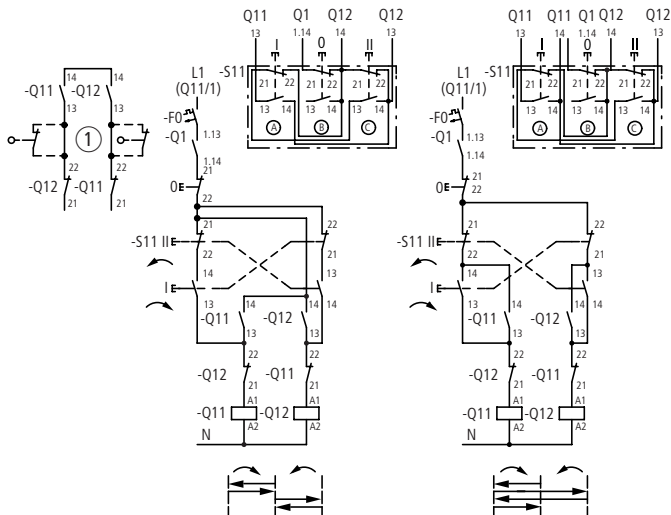 Q11 Q1 Q12 Q12
13 1.14 14 13
-S11 I 0 II
21 22 21 22 21 22
13 14 13 14 13 14
A B C
Q11 Q1 Q11 Q12 Q12
13 1.14 14 14 13
-S11 I 0 II
21 22 21 22 21 22
13 14 13 14 13 14
A B C
14 14
-Q11 -Q12
13 13
1
22 22
-Q12 -Q11
21 21
L1
(Q11/1)
-F0
-Q1 1.13
1.14
21
0 E
22
21 22
-S11 II
22 21
14 13
I
13 14
14 14
-Q11 -Q12
13 13
22 22
-Q12 -Q11
21 21
A1 A1
-Q11 -Q12
A2 A2
N
L1
(Q11/1)
-F0
-Q1 1.13
1.14
21
0 E
22
21 22
-S11 II
22 21
14 13
I
13 14
14 14
-Q11 -Q12
13 13
22 22
-Q12 -Q11
21 21
A1 A1
-Q11 -Q12
A2 A2
N